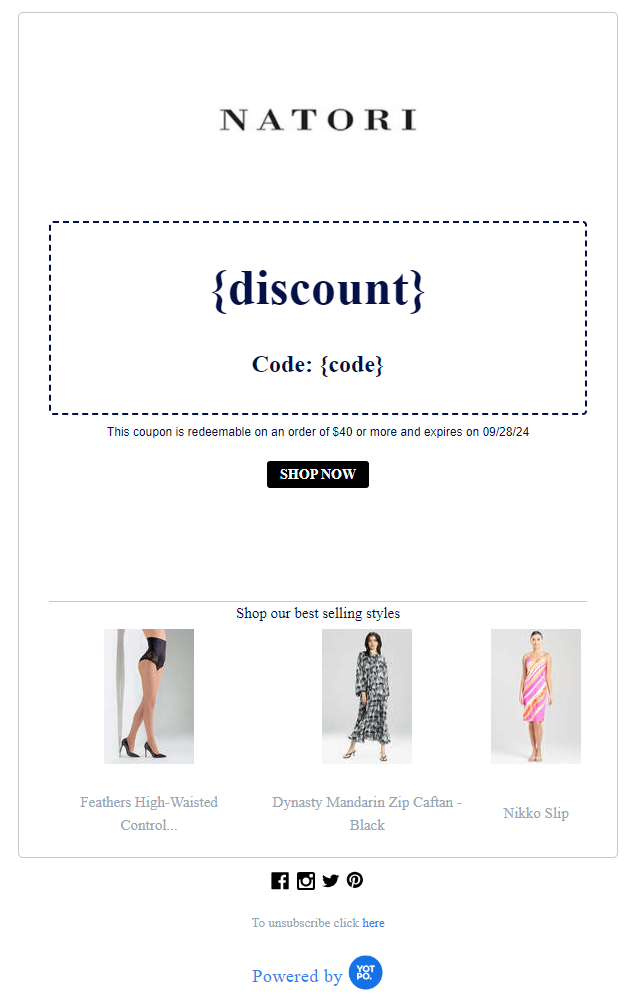 NATORI
{discount}
Code: {code}
This coupon is redeemable on an order of $40 or more and expires on 09/28/24
SHOP NOW
Shop our best selling styles
Feathers High-Waisted
Control...
Dynasty Mandarin Zip Caftan -
Black
Nikko Slip
To unsubscribe click here
Powered by YOTPO.